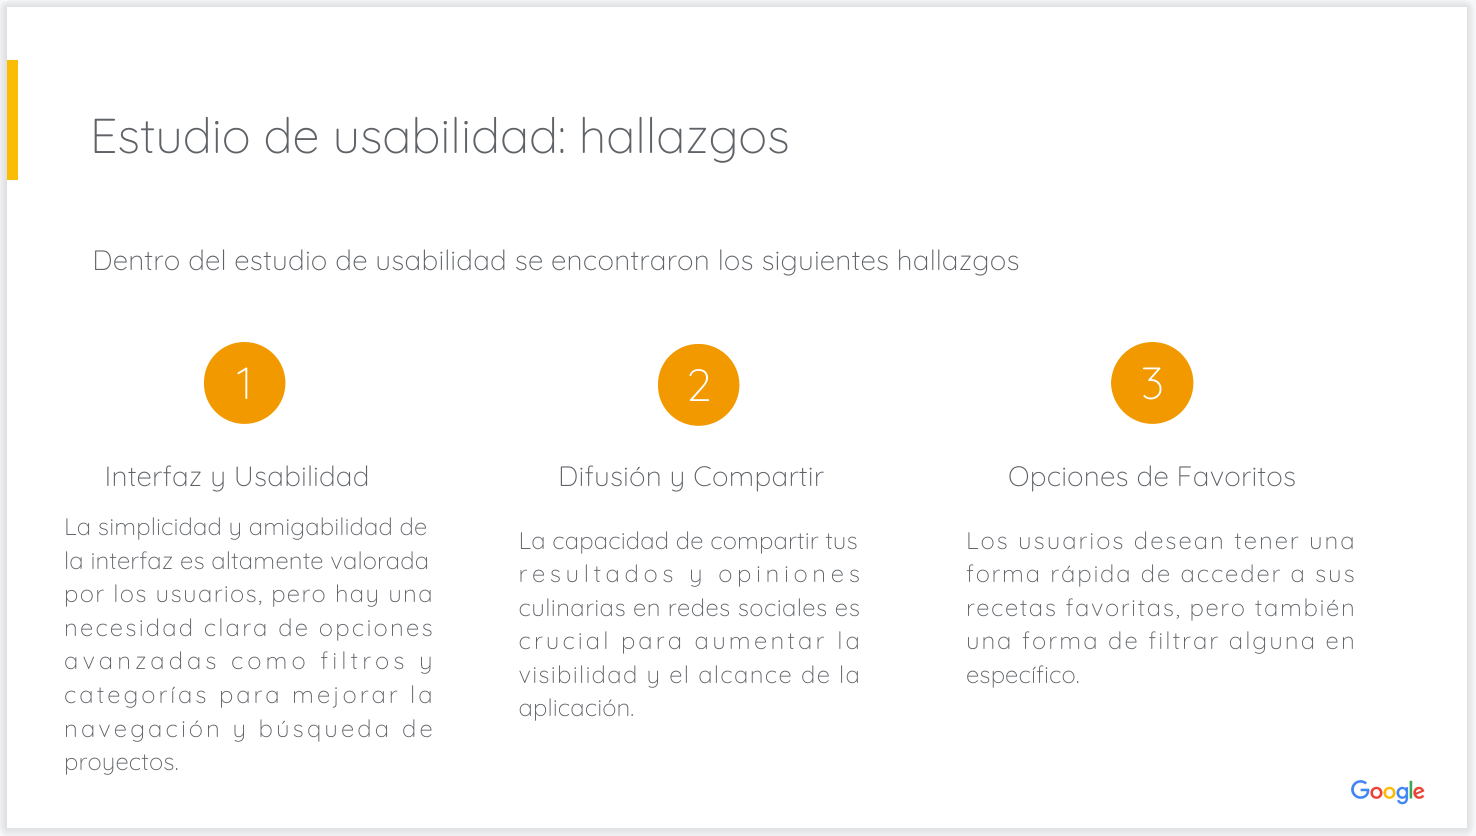 Estudio de usabilidad: hallazgos
Dentro del estudio de usabilidad se encontraron los siguientes hallazgos
1
Interfaz y Usabilidad
La simplicidad y amigabilidad de
la interfaz es altamente valorada
por los usuarios, pero hay una
necesidad clara de opciones
avanzadas como filtros y
categorías para mejorar la
navegación y búsqueda de
proyectos.
2
Difusión y Compartir
La capacidad de compartir tus
resultados y opiniones
culinarias en redes sociales es
crucial para aumentar la
visibilidad y el alcance de la
aplicación.
3
Opciones de Favoritos
Los usuarios desean tener una
forma rápida de acceder a sus
recetas favoritas, pero también
una forma de filtrar alguna en
específico.
Google